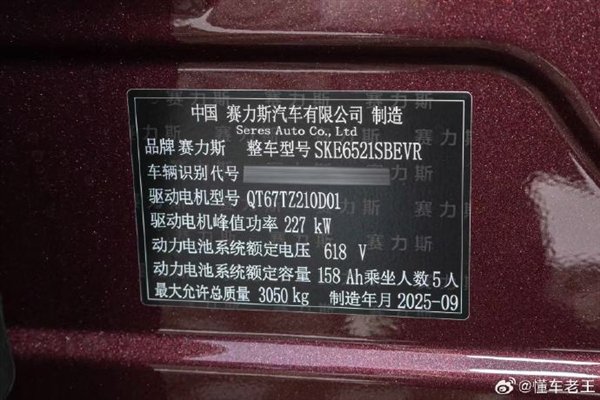 中国 赛力斯汽车有限公司 制造
Seres Auto Co., Ltd
品牌 赛力斯 整车型号 SKE6521SBEVR
车辆识别代号
驱动电机型号 QT67TZ210D01
驱动电机峰值功率 227 kW
动力电池系统额定电压 618 V
动力电池系统额定容量 158 Ah 乘坐人数 5 人
最大允许总质量 3050 kg 制造年月 2025-09
@懂车老王